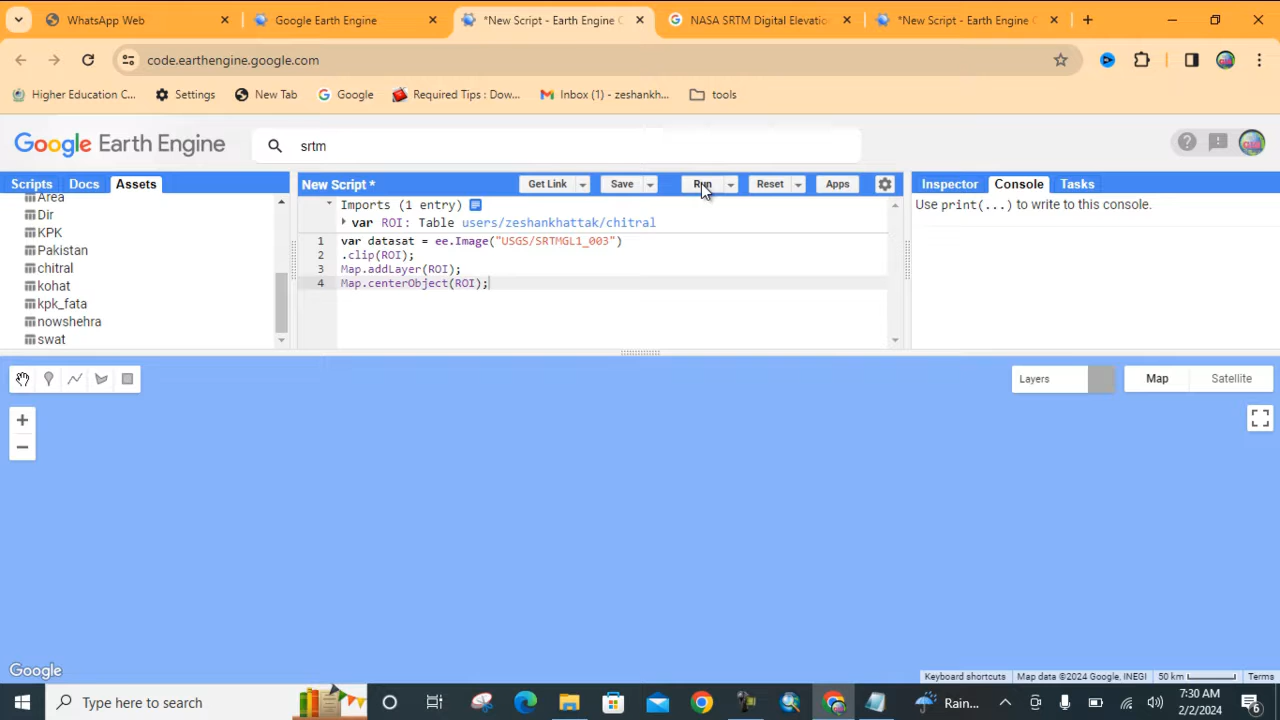 WhatsApp Web
Google Earth Engine
*New Script - Earth Engine C
NASA SRTM Digital Elevatio
*New Script - Earth Engine C
code.earthengine.google.com
Higher Education C...
Settings
New Tab
Google
Required Tips : Dow...
Inbox (1) - zeshankh...
tools
Google Earth Engine
srtm
Scripts
Docs
Assets
New Script *
Get Link
Save
Run
Reset
Apps
Inspector
Console
Tasks
Area
Dir
KPK
Pakistan
chitral
kohat
kpk_fata
nowshehra
swat
Imports (1 entry)
var ROI: Table users/zeshankhattak/chitral
1 var datasat = ee.Image("USGS/SRTMGL1_003")
2 .clip(ROI);
3 Map.addLayer(ROI);
4 Map.centerObject(ROI);
Use print(...) to write to this console.
Layers
Map
Satellite
Google
Keyboard shortcuts
Map data ©2024 Google, INEGI
50 km
Terms
Type here to search
Rain...
7:30 AM
2/2/2024
6